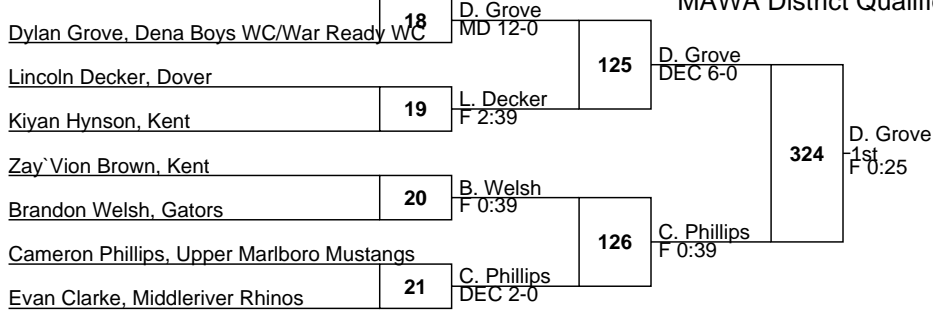 MAWA District Qualifi
18
D. Grove
MD 12-0
Dylan Grove, Dena Boys WC/War Ready WC
125
D. Grove
DEC 6-0
Lincoln Decker, Dover
19
L. Decker
F 2:39
Kiyan Hynson, Kent
324
D. Grove
1st
F 0:25
Zay`Vion Brown, Kent
20
B. Welsh
F 0:39
Brandon Welsh, Gators
126
C. Phillips
F 0:39
Cameron Phillips, Upper Marlboro Mustangs
21
C. Phillips
DEC 2-0
Evan Clarke, Middleriver Rhinos